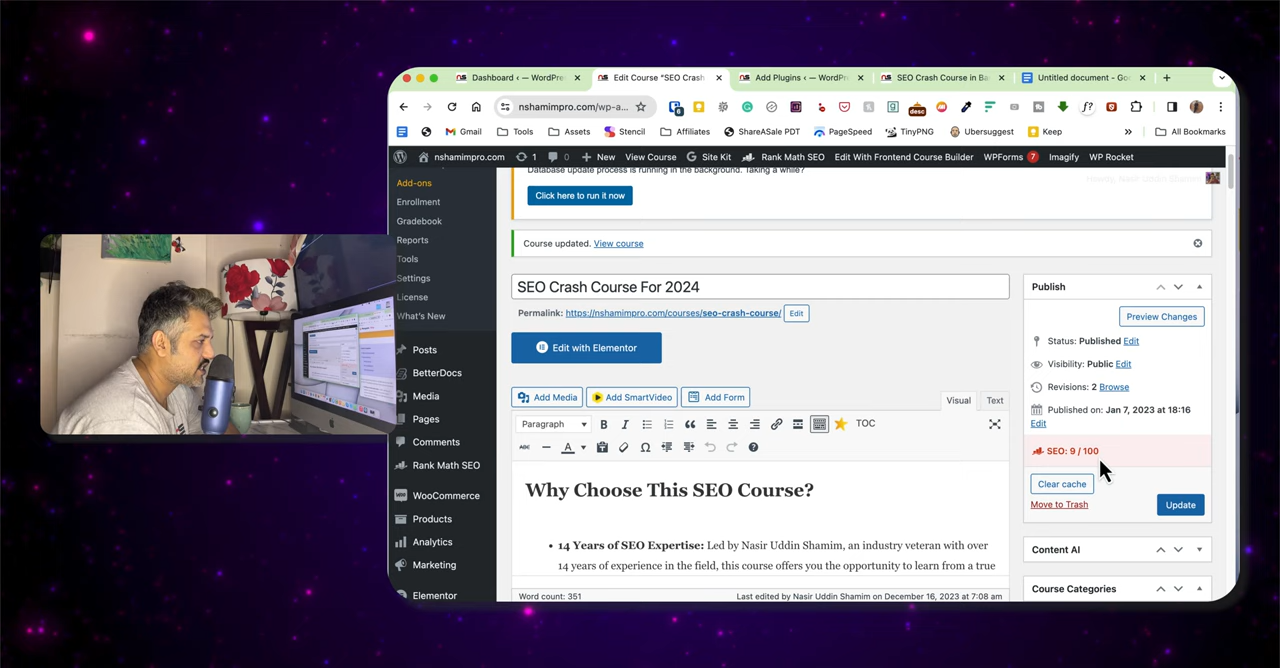 Dashboard ‹ WordPre
Edit Course "SEO Crash
Add Plugins ‹ — WordPre
SEO Crash Course in Ba
Untitled document - Go
nshamimpro.com/wp-a...
desc
f?
Gmail
Tools
Assets
Stencil
Affiliates
ShareASale PDT
PageSpeed
TinyPNG
Ubersuggest
Keep
»
All Bookmarks
nshamimpro.com
1
0
New
View Course
Site Kit
Rank Math SEO
Edit With Frontend Course Builder
WPForms 7
Imagify
WP Rocket
Howdy, Nasir Uddin Shamim
Add-ons
Enrollment
Gradebook
Reports
Tools
Settings
License
What's New
Posts
BetterDocs
Media
Pages
Comments
Rank Math SEO
WooCommerce
Products
Analytics
Marketing
Elementor
Database update process is running in the background. Taking a while?
Click here to run it now
Course updated. View course
SEO Crash Course For 2024
Permalink: https://nshamimpro.com/courses/seo-crash-course/ Edit
Edit with Elementor
Add Media
Add SmartVideo
Add Form
Visual
Text
Paragraph
B
I
TOC
ABC
A
Ω
Why Choose This SEO Course?
• 14 Years of SEO Expertise: Led by Nasir Uddin Shamim, an industry veteran with over
14 years of experience in the field, this course offers you the opportunity to learn from a true
Word count: 351
Last edited by Nasir Uddin Shamim on December 16, 2023 at 7:08 am
Publish
Preview Changes
Status: Published Edit
Visibility: Public Edit
Revisions: 2 Browse
Published on: Jan 7, 2023 at 18:16
Edit
SEO: 9 / 100
Clear cache
Move to Trash
Update
Content AI
Course Categories